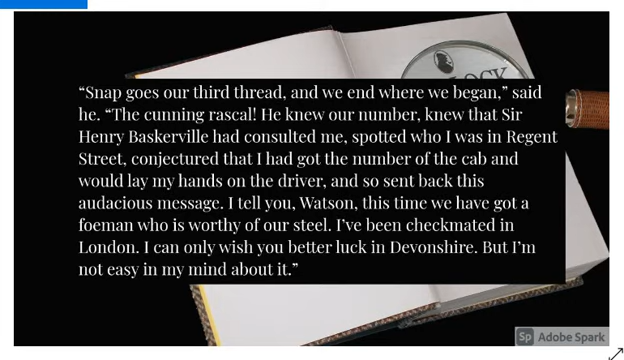 LOCK
“Snap goes our third thread, and we end where we began,” said
he. “The cunning rascal! He knew our number, knew that Sir
Henry Baskerville had consulted me, spotted who I was in Regent
Street, conjectured that I had got the number of the cab and
would lay my hands on the driver, and so sent back this
audacious message. I tell you, Watson, this time we have got a
foeman who is worthy of our steel. I’ve been checkmated in
London. I can only wish you better luck in Devonshire. But I’m
not easy in my mind about it.”
Sp Adobe Spark